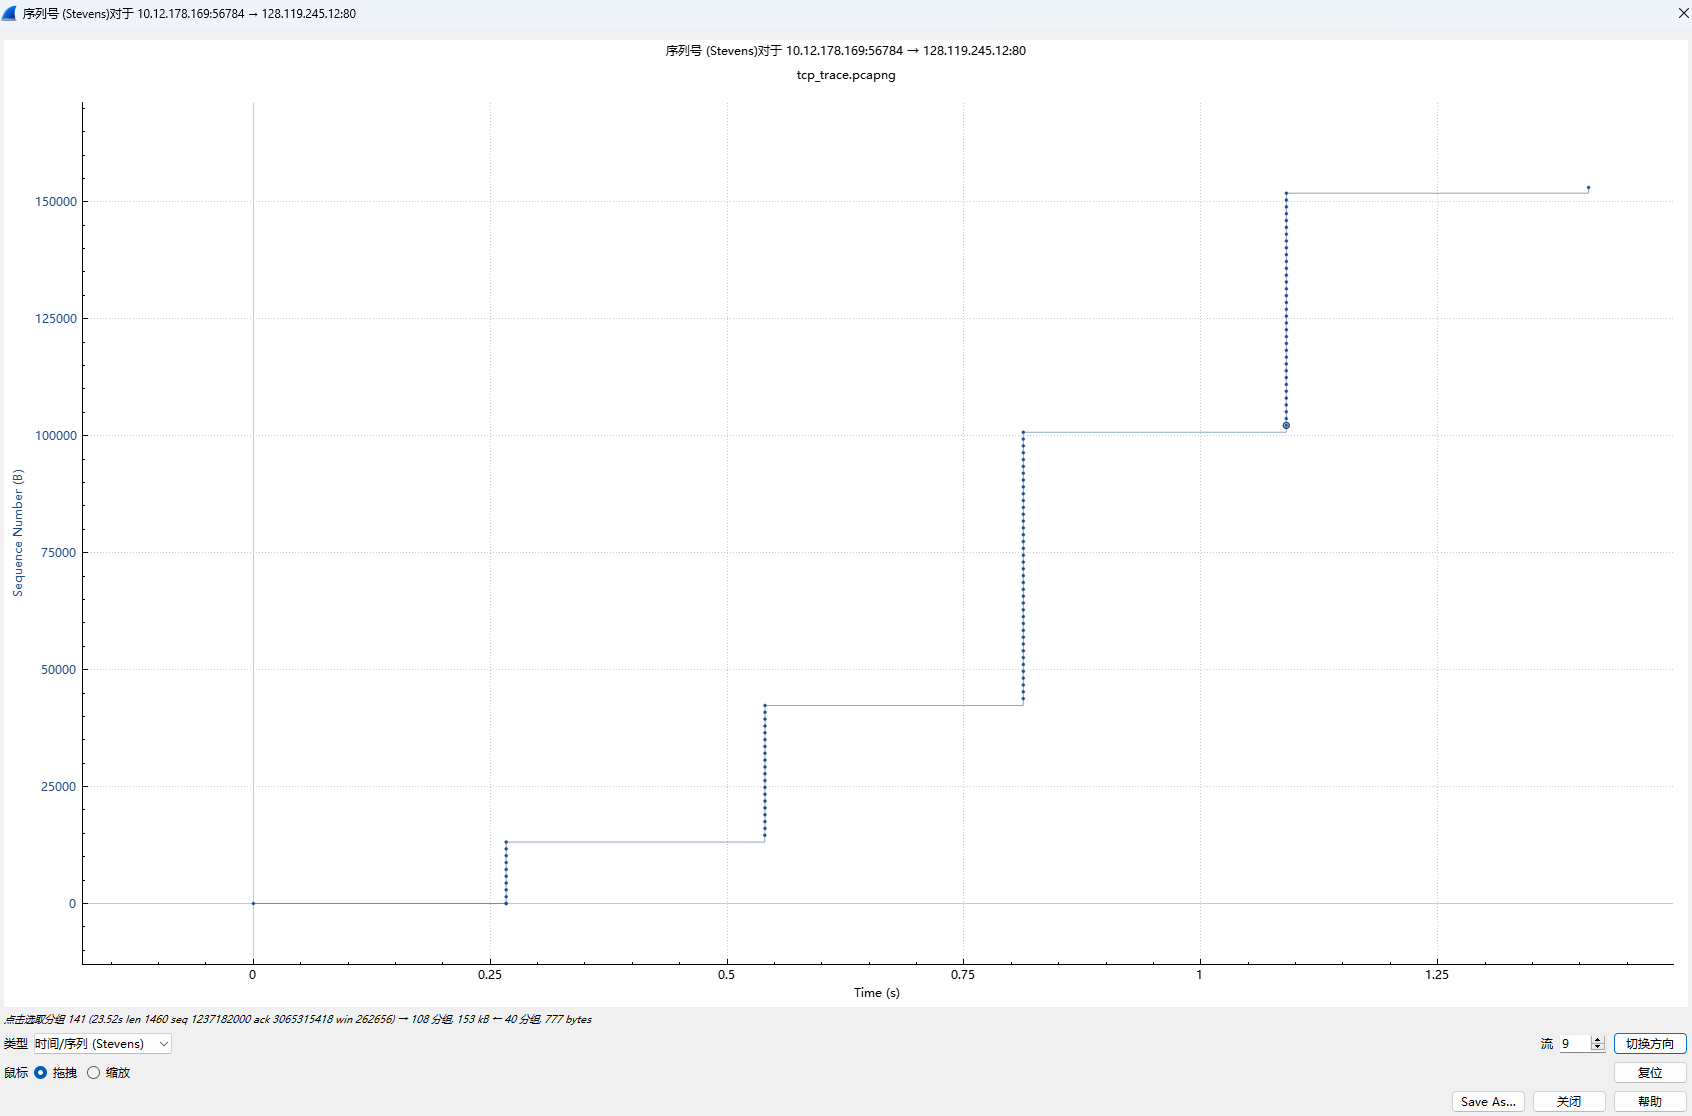 序列号 (Stevens)对于 10.12.178.169:56784 → 128.119.245.12:80
序列号 (Stevens)对于 10.12.178.169:56784 → 128.119.245.12:80
tcp_trace.pcapng
150000
125000
100000
75000
50000
25000
0
Sequence Number (B)
0 0.25 0.5 0.75 1 1.25
Time (s)
点击选取分组 141 (23.52s len 1460 seq 1237182000 ack 3065315418 win 262656) → 108 分组, 153 kB ← 40 分组, 777 bytes
类型 时间/序列 (Stevens) 流 9 切换方向
鼠标 拖拽 缩放 复位
Save As... 关闭 帮助